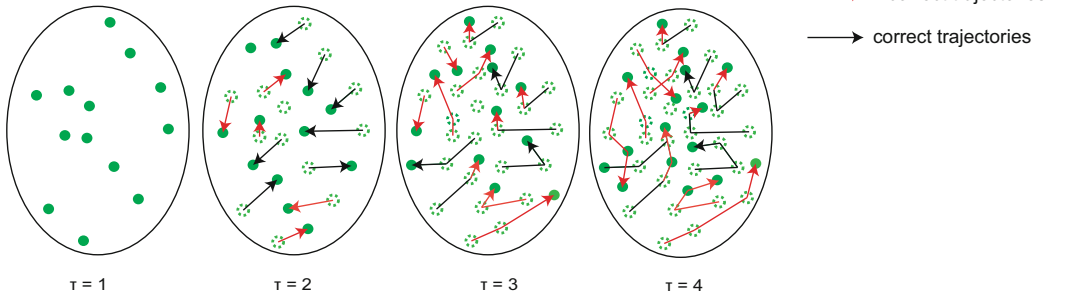 correct trajectories
τ = 1
τ = 2
τ = 3
τ = 4